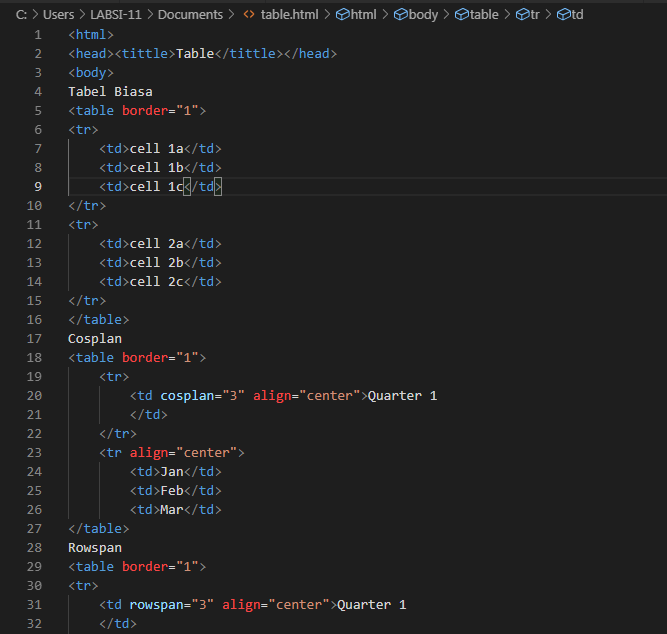 C: > Users > LABSI-11 > Documents > <> table.html > html > body > table > tr > td
1 <html>
2 <head><tittle>Table</tittle></head>
3 <body>
4 Tabel Biasa
5 <table border="1">
6 <tr>
7     <td>cell 1a</td>
8     <td>cell 1b</td>
9     <td>cell 1c</td>
10 </tr>
11 <tr>
12     <td>cell 2a</td>
13     <td>cell 2b</td>
14     <td>cell 2c</td>
15 </tr>
16 </table>
17 Cosplan
18 <table border="1">
19     <tr>
20         <td cosplan="3" align="center">Quarter 1
21         </td>
22     </tr>
23     <tr align="center">
24         <td>Jan</td>
25         <td>Feb</td>
26         <td>Mar</td>
27 </table>
28 Rowspan
29 <table border="1">
30 <tr>
31     <td rowspan="3" align="center">Quarter 1
32     </td>